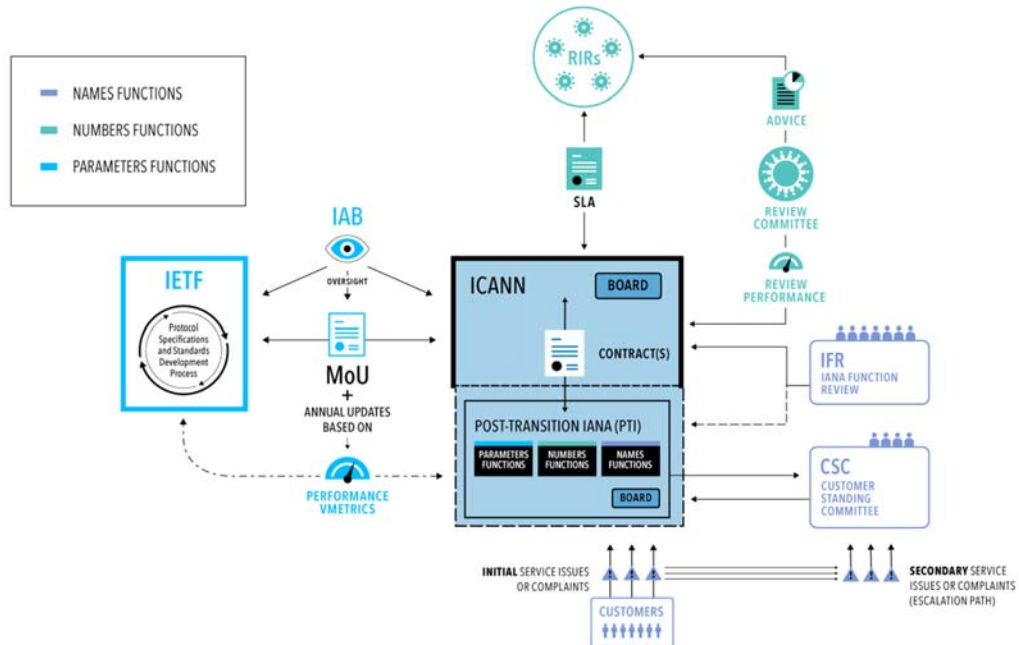 NAMES FUNCTIONS
NUMBERS FUNCTIONS
PARAMETERS FUNCTIONS
RIRs
ADVICE
SLA
REVIEW
COMMITTEE
REVIEW
PERFORMANCE
IAB
OVERSIGHT
IETF
Protocol
Specifications
and Standards
Development
Process
MoU
+
ANNUAL UPDATES
BASED ON
PERFORMANCE
VMETRICS
ICANN
BOARD
CONTRACT(S)
POST-TRANSITION IANA (PTI)
PARAMETERS
FUNCTIONS
NUMBERS
FUNCTIONS
NAMES
FUNCTIONS
BOARD
IFR
IANA FUNCTION
REVIEW
CSC
CUSTOMER
STANDING
COMMITTEE
INITIAL SERVICE ISSUES
OR COMPLAINTS
SECONDARY SERVICE
ISSUES OR COMPLAINTS
(ESCALATION PATH)
CUSTOMERS